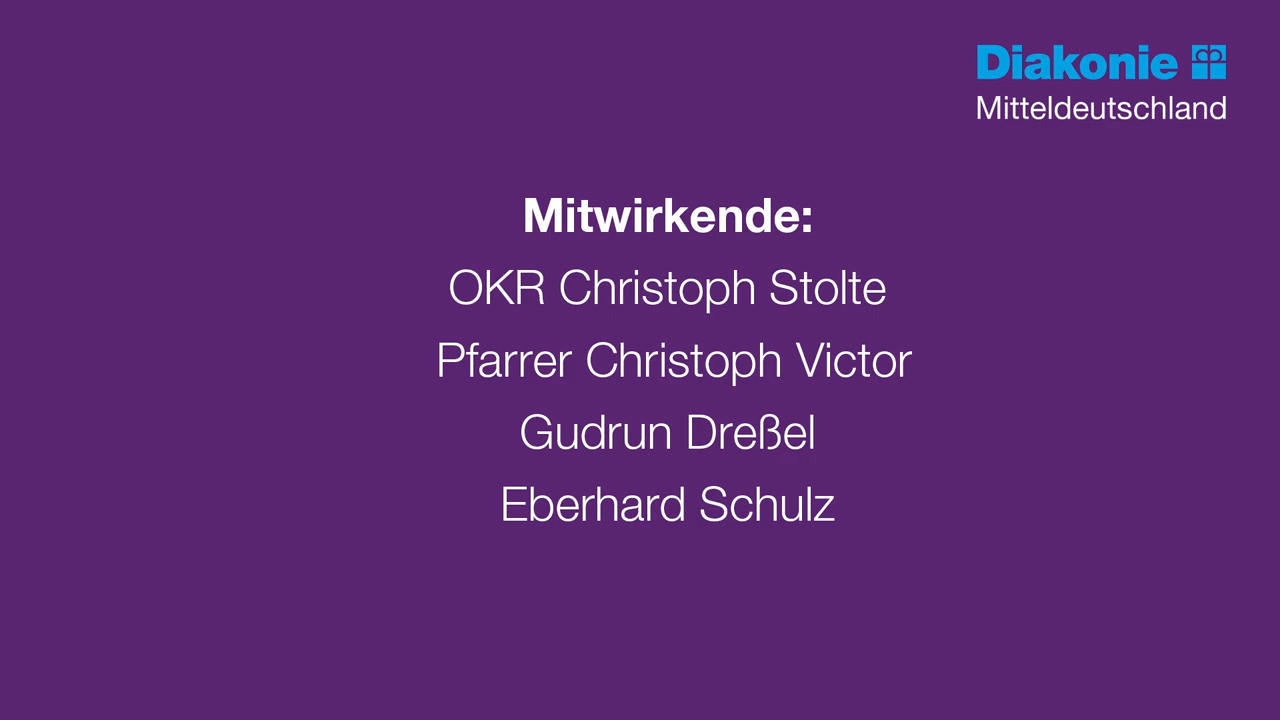 Diakonie
Mitteldeutschland
Mitwirkende:
OKR Christoph Stolte
Pfarrer Christoph Victor
Gudrun Dreßel
Eberhard Schulz